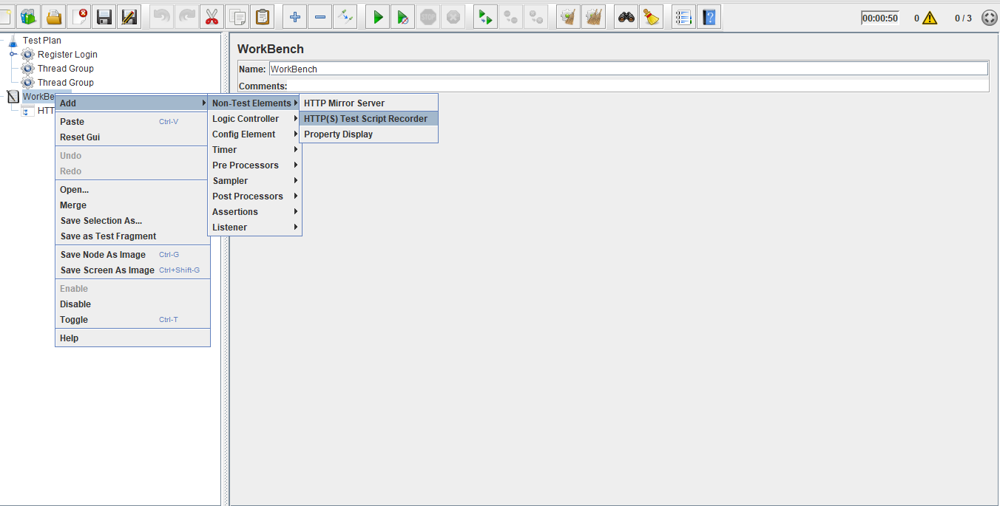 00:00:50 0 0 / 3
Test Plan
Register Login
Thread Group
Thread Group
WorkBe
HTT
WorkBench
Name: WorkBench
Comments:
Add
Paste Ctrl-V
Reset Gui
Undo
Redo
Open...
Merge
Save Selection As...
Save as Test Fragment
Save Node As Image Ctrl-G
Save Screen As Image Ctrl+Shift-G
Enable
Disable
Toggle Ctrl-T
Help
Non-Test Elements
Logic Controller
Config Element
Timer
Pre Processors
Sampler
Post Processors
Assertions
Listener
HTTP Mirror Server
HTTP(S) Test Script Recorder
Property Display